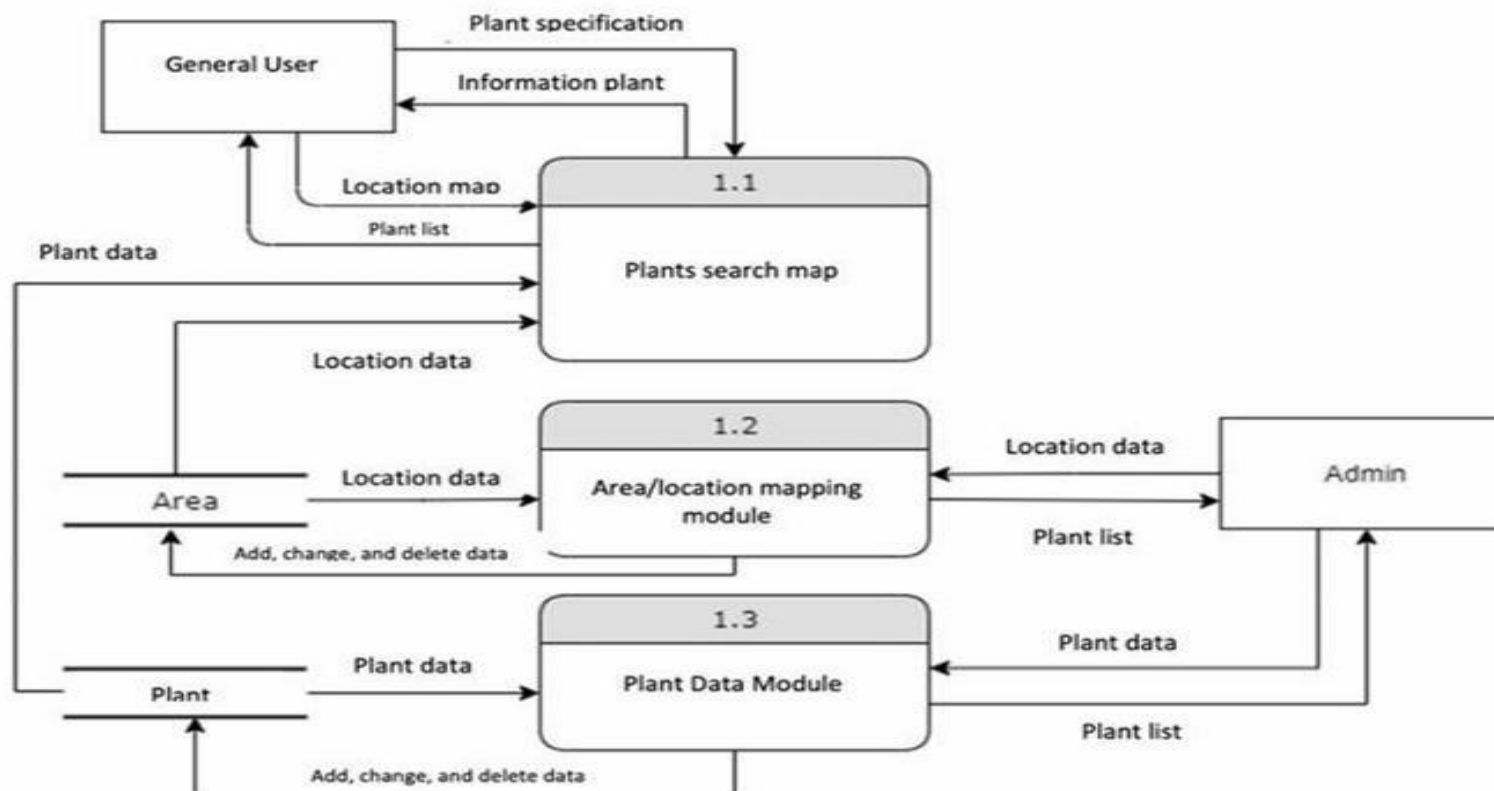 Plant specification
General User
Information plant
1.1
Location map
Plant list
Plant data
Plants search map
Location data
1.2
Location data
Admin
Location data
Area/location mapping
module
Area
Plant list
Add, change, and delete data
1.3
Plant data
Plant data
Plant Data Module
Plant
Plant list
Add, change, and delete data